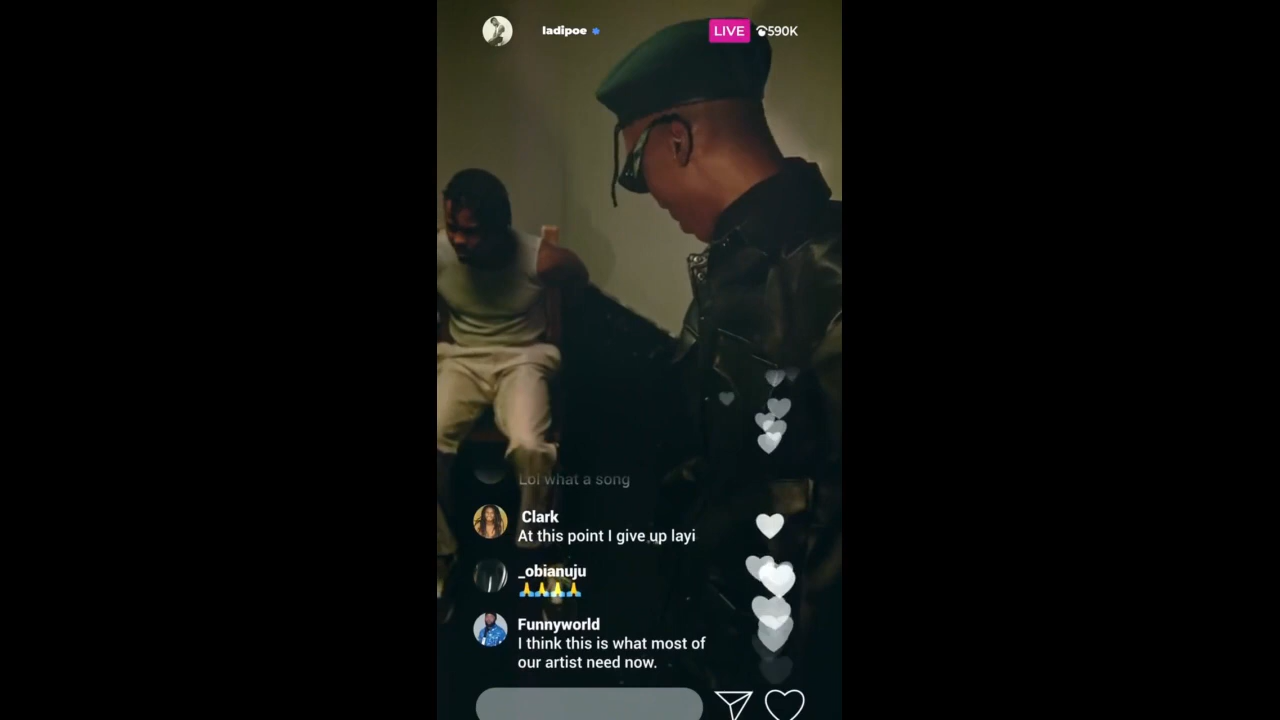 ladipoe
LIVE
590K
Lol what a song
Clark
At this point I give up layi
_obianuju
🙏🙏🙏🙏
Funnyworld
I think this is what most of
our artist need now.